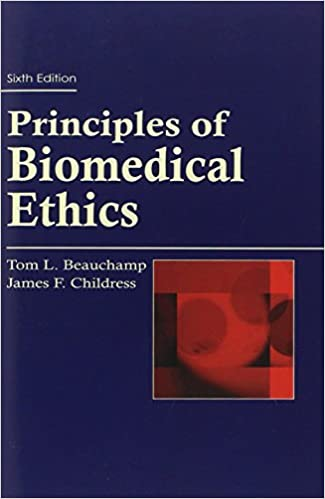 Sixth Edition
Principles of
Biomedical
Ethics
Tom L. Beauchamp
James F. Childress